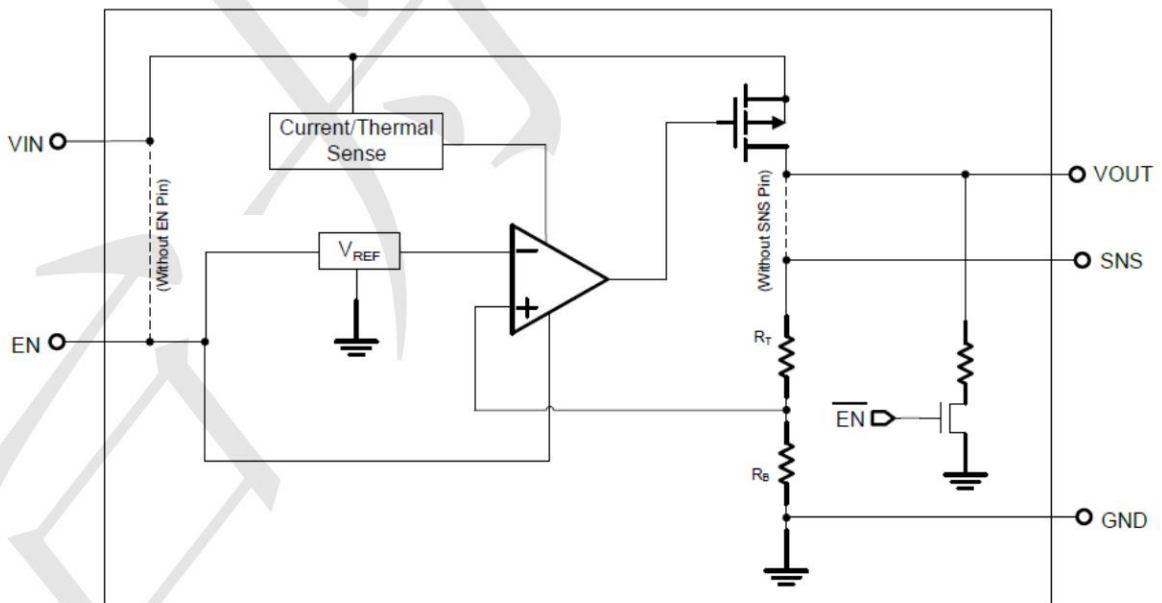 Current/Thermal
Sense
VIN
(Without EN Pin)
VREF
EN
−
+
(Without SNS Pin)
VOUT
SNS
RT
EN
RB
GND